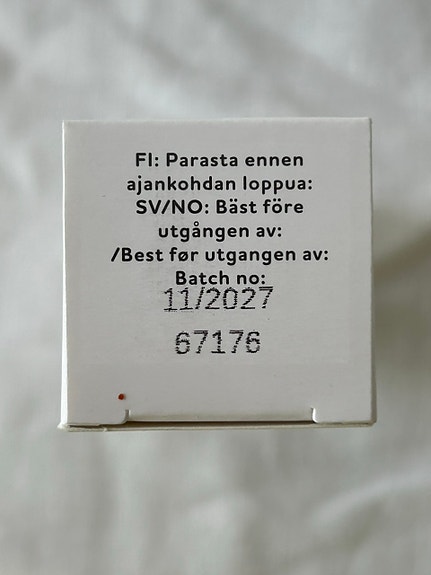 FI: Parasta ennen
ajankohdan loppua:
SV/NO: Bäst före
utgången av:
/Best før utgangen av:
Batch no:
11/2027
67176